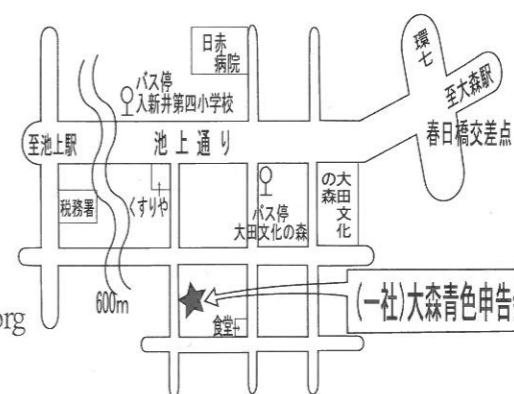 日赤
病院
環七
バス停
入新井第四小学校
至大森駅
至池上駅
池上通り
春日橋交差点
税務署
くすりや
バス停
大田文化の森
大田文化
の森
600m
(一社)大森青色申告
食堂
org